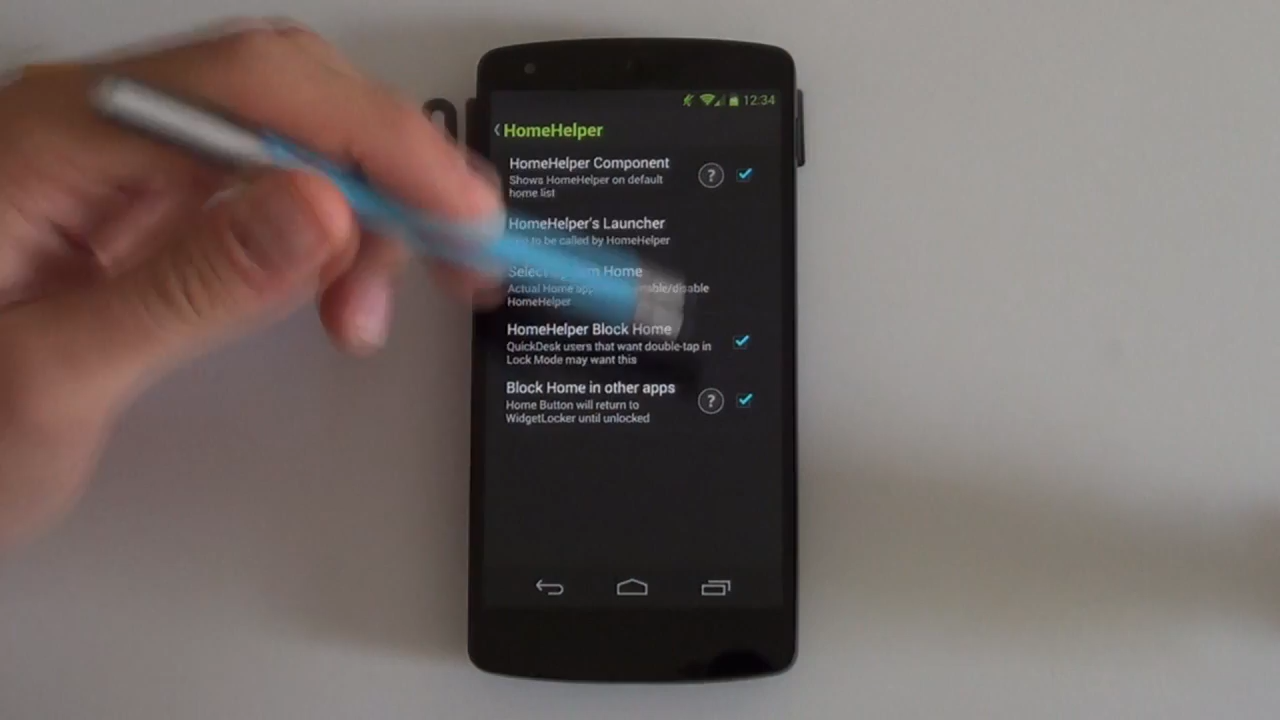 12:34
HomeHelper
HomeHelper Component
Shows HomeHelper on default
home list
HomeHelper's Launcher
to be called by HomeHelper
Select Home
Actual Home /disable
HomeHelper
HomeHelper Block Home
QuickDesk users that want double-tap in
Lock Mode may want this
Block Home in other apps
Home Button will return to
WidgetLocker until unlocked